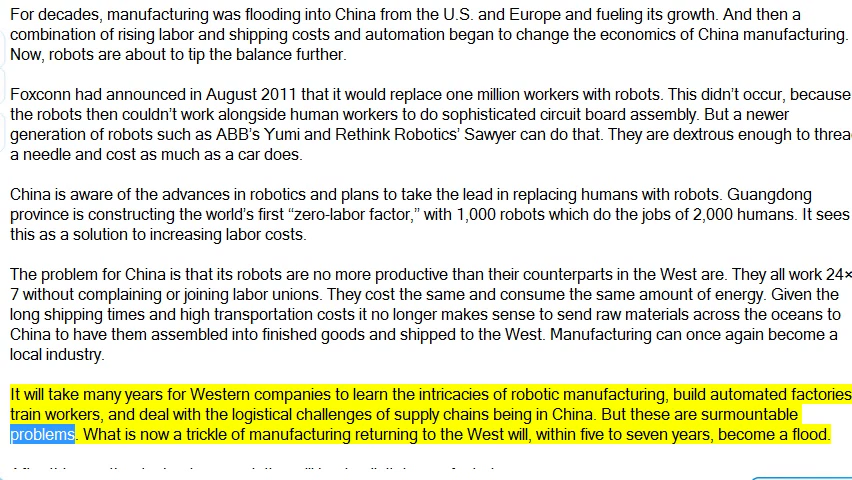 For decades, manufacturing was flooding into China from the U.S. and Europe and fueling its growth. And then a
combination of rising labor and shipping costs and automation began to change the economics of China manufacturing.
Now, robots are about to tip the balance further.
Foxconn had announced in August 2011 that it would replace one million workers with robots. This didn’t occur, because
the robots then couldn’t work alongside human workers to do sophisticated circuit board assembly. But a newer
generation of robots such as ABB’s Yumi and Rethink Robotics’ Sawyer can do that. They are dextrous enough to threa
a needle and cost as much as a car does.
China is aware of the advances in robotics and plans to take the lead in replacing humans with robots. Guangdong
province is constructing the world’s first “zero-labor factor,” with 1,000 robots which do the jobs of 2,000 humans. It sees
this as a solution to increasing labor costs.
The problem for China is that its robots are no more productive than their counterparts in the West are. They all work 24×
7 without complaining or joining labor unions. They cost the same and consume the same amount of energy. Given the
long shipping times and high transportation costs it no longer makes sense to send raw materials across the oceans to
China to have them assembled into finished goods and shipped to the West. Manufacturing can once again become a
local industry.
It will take many years for Western companies to learn the intricacies of robotic manufacturing, build automated factories
train workers, and deal with the logistical challenges of supply chains being in China. But these are surmountable
problems. What is now a trickle of manufacturing returning to the West will, within five to seven years, become a flood.